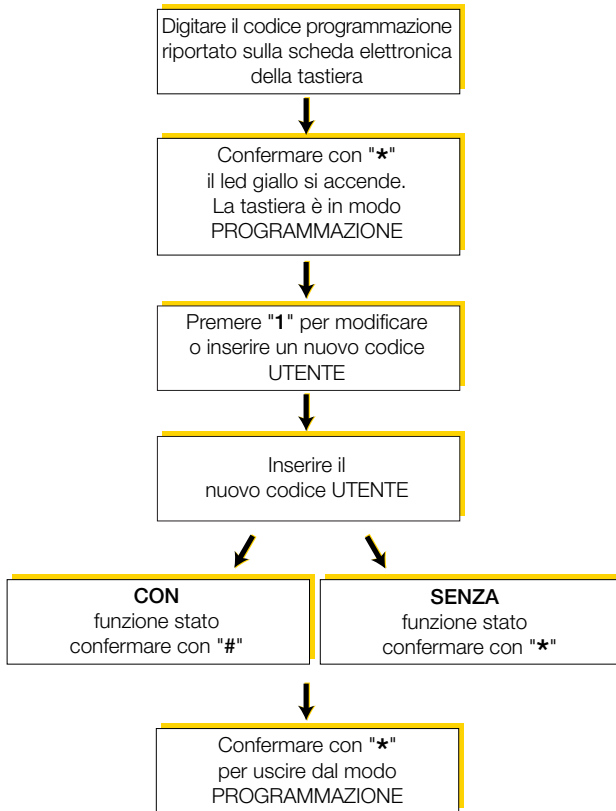 Digitare il codice programmazione
riportato sulla scheda elettronica
della tastiera
Confermare con "*"
il led giallo si accende.
La tastiera è in modo
PROGRAMMAZIONE
Premere "1" per modificare
o inserire un nuovo codice
UTENTE
Inserire il
nuovo codice UTENTE
CON
funzione stato
confermare con "#"
SENZA
funzione stato
confermare con "*"
Confermare con "*"
per uscire dal modo
PROGRAMMAZIONE